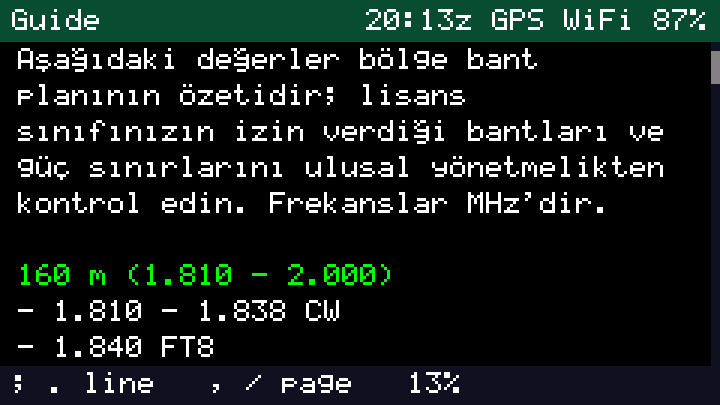 Guide 20:13z GPS WiFi 87%
Aşağıdaki değerler bölge bant
planının özetidir; lisans
sınıfınızın izin verdiği bantları ve
güç sınırlarını ulusal yönetmelikten
kontrol edin. Frekanslar MHz'dir.
160 m (1.810 - 2.000)
- 1.810 - 1.838 CW
- 1.840 FT8
; . line , / page 13%